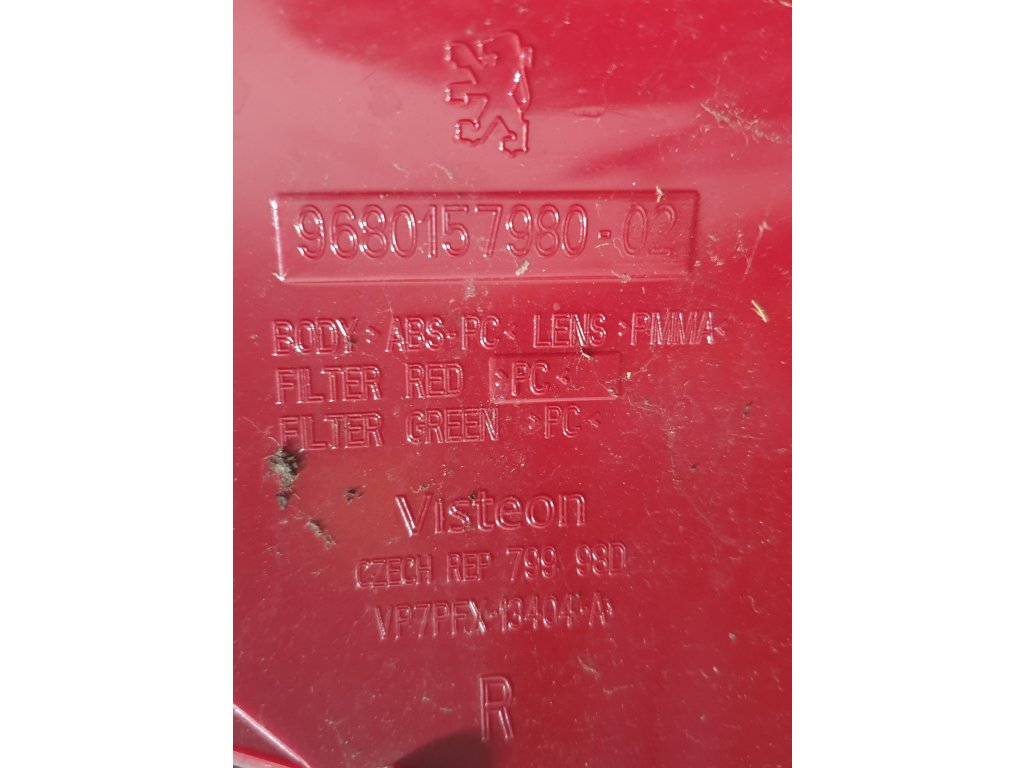 9680157980-02
BODY >ABS-PC< LENS >PMMA<
FILTER RED >PC<
FILTER GREEN >PC<
Visteon
CZECH REP 799 98D
VP7PFX-13404-A
R